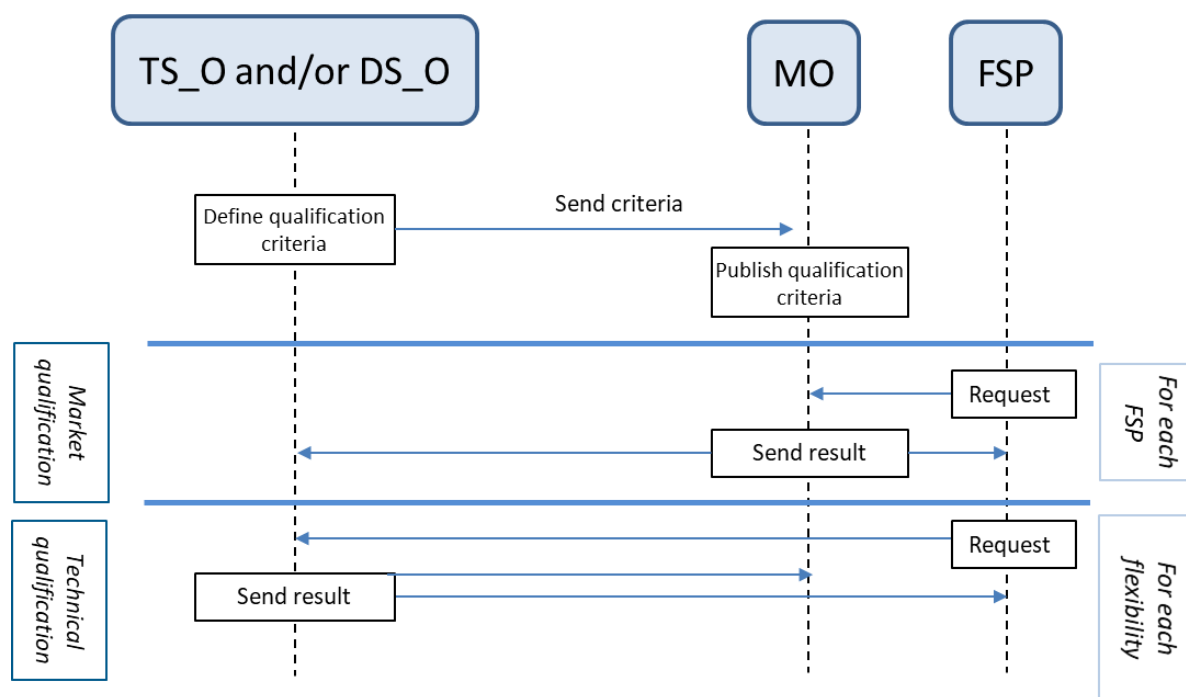 TS_O and/or DS_O
MO
FSP
Define qualification
criteria
Send criteria
Publish qualification
criteria
Market
qualification
Request
For each
FSP
Send result
Technical
qualification
Request
For each
flexibility
Send result